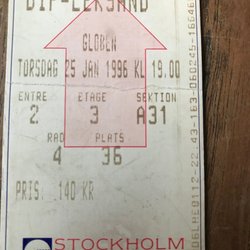 DIF-LEKSAND
GLOBEN
TORSDAG 25 JAN 1996 KL 19.00
ENTRE ETAGE SEKTION
2 3 A31
RAD PLATS
4 36
PRIS: 140 KR
STOCKHOLM